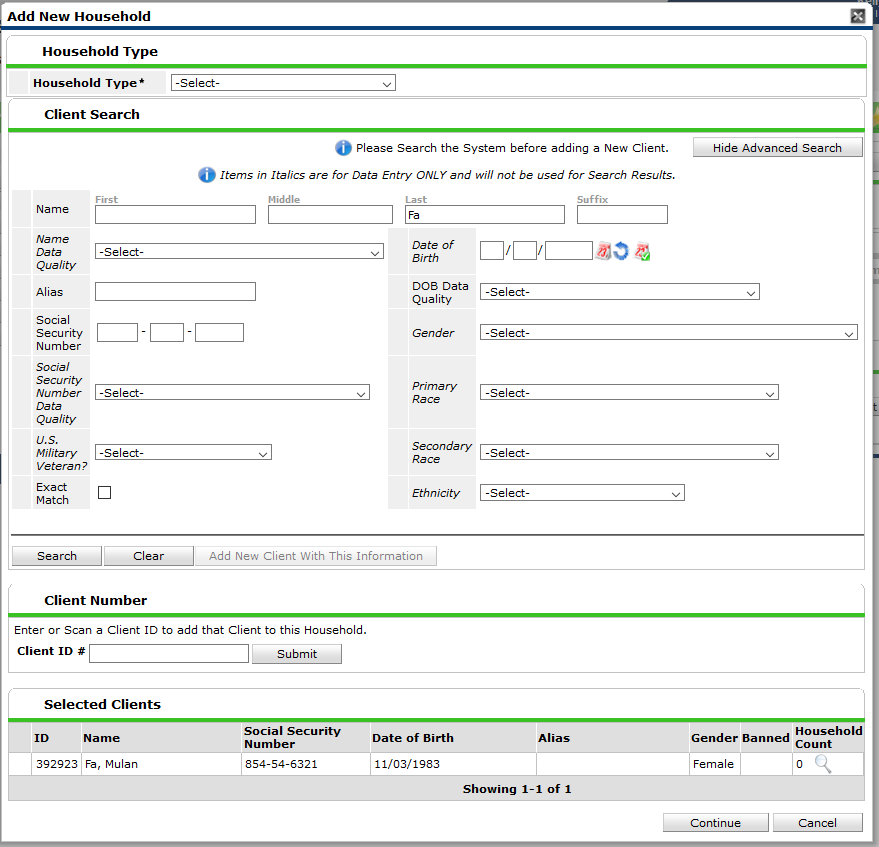 Add New Household
Household Type
Household Type*
-Select-
Client Search
Please Search the System before adding a New Client.
Hide Advanced Search
Items in Italics are for Data Entry ONLY and will not be used for Search Results.
Name
First
Middle
Last
Suffix
Fa
Name
Data
Quality
-Select-
Date of
Birth
/
/
Alias
DOB Data
Quality
-Select-
Social
Security
Number
-
-
Gender
-Select-
Social
Security
Number
Data
Quality
-Select-
Primary
Race
-Select-
U.S.
Military
Veteran?
-Select-
Secondary
Race
-Select-
Exact
Match
Ethnicity
-Select-
Search
Clear
Add New Client With This Information
Client Number
Enter or Scan a Client ID to add that Client to this Household.
Client ID #
Submit
Selected Clients
ID Name Social Security Number Date of Birth Alias Gender Banned Household Count
392923 Fa, Mulan 854-54-6321 11/03/1983 Female 0
Showing 1-1 of 1
Continue
Cancel